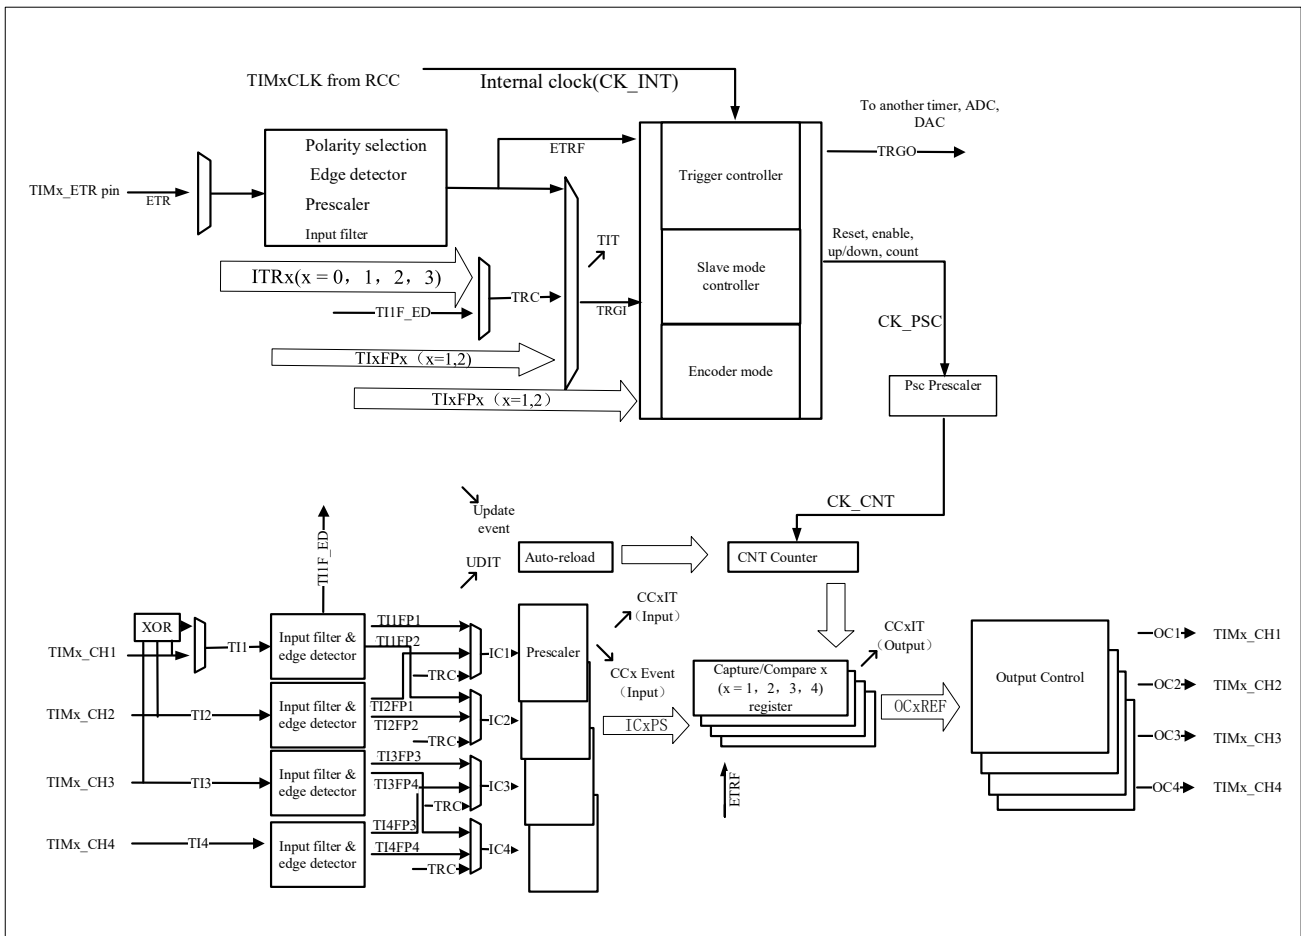 TIMxCLK from RCC
Internal clock(CK_INT)
To another timer, ADC,
DAC
TRGO
ETRF
Polarity selection
Edge detector
Prescaler
Input filter
TIMx_ETR pin
ETR
Trigger controller
Slave mode
controller
Encoder mode
Reset, enable,
up/down, count
TIT
ITRx(x = 0，1，2，3)
TI1F_ED
TRC
TRGI
TIxFPx（x=1,2）
TIxFPx（x=1,2）
CK_PSC
Psc Prescaler
CK_CNT
Update
event
UDIT
Auto-reload
CNT Counter
TI1F_ED
XOR
TIMx_CH1
TI1
Input filter &
edge detector
TI1FP1
TI1FP2
TRC
IC1
Prescaler
CCxIT
（Input）
CCx Event
（Input）
CCxIT
（Output）
TIMx_CH2
TI2
Input filter &
edge detector
TI2FP1
TI2FP2
TRC
IC2
ICxPS
Capture/Compare x
(x = 1，2，3，4)
register
OCxREF
Output Control
OC1
TIMx_CH1
OC2
TIMx_CH2
OC3
TIMx_CH3
OC4
TIMx_CH4
TIMx_CH3
TI3
Input filter &
edge detector
TI3FP3
TI3FP4
TRC
IC3
ETRF
TIMx_CH4
TI4
Input filter &
edge detector
TI4FP3
TI4FP4
TRC
IC4